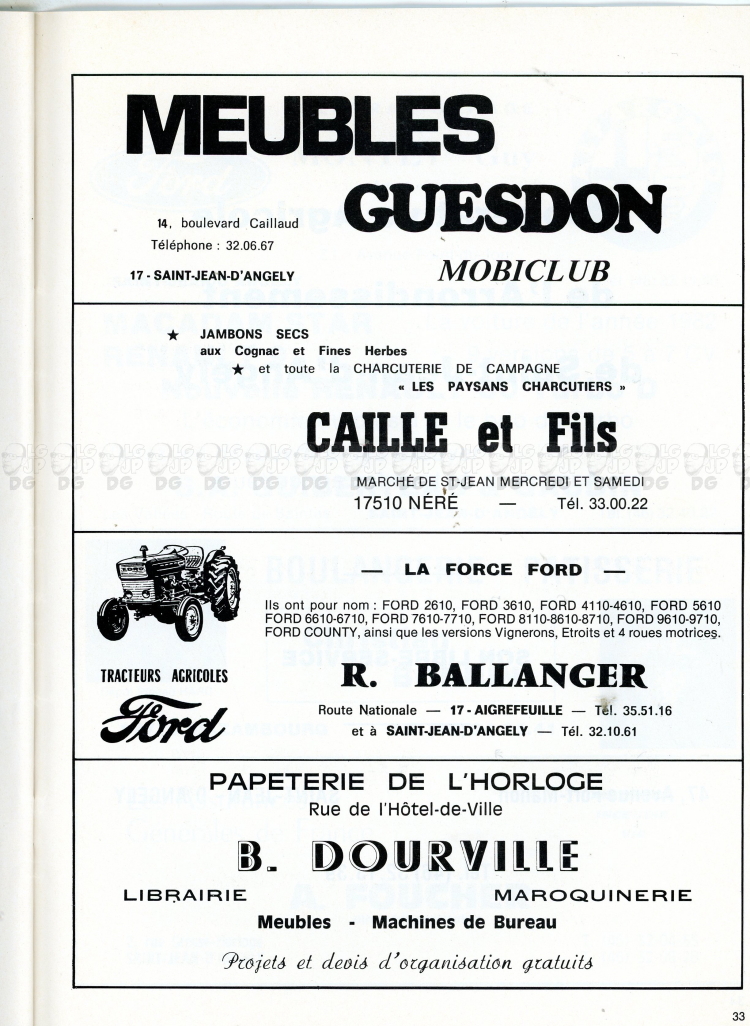 MEUBLES
GUESDON
14, boulevard Caillaud
Téléphone : 32.06.67
17 - SAINT-JEAN-D'ANGELY
MOBICLUB
★ JAMBONS SECS
aux Cognac et Fines Herbes
★ et toute la CHARCUTERIE DE CAMPAGNE
« LES PAYSANS CHARCUTIERS »
CAILLE et Fils
MARCHÉ DE ST-JEAN MERCREDI ET SAMEDI
17510 NÉRÉ — Tél. 33.00.22
— LA FORCE FORD —
Ils ont pour nom : FORD 2610, FORD 3610, FORD 4110-4610, FORD 5610
FORD 6610-6710, FORD 7610-7710, FORD 8110-8610-8710, FORD 9610-9710,
FORD COUNTY, ainsi que les versions Vignerons, Etroits et 4 roues motrices.
TRACTEURS AGRICOLES
Ford
R. BALLANGER
Route Nationale — 17 - AIGREFEUILLE — Tél. 35.51.16
et à SAINT-JEAN-D'ANGELY — Tél. 32.10.61
PAPETERIE DE L'HORLOGE
Rue de l'Hôtel-de-Ville
B. DOURVILLE
LIBRAIRIE MAROQUINERIE
Meubles - Machines de Bureau
Projets et devis d'organisation gratuits
33